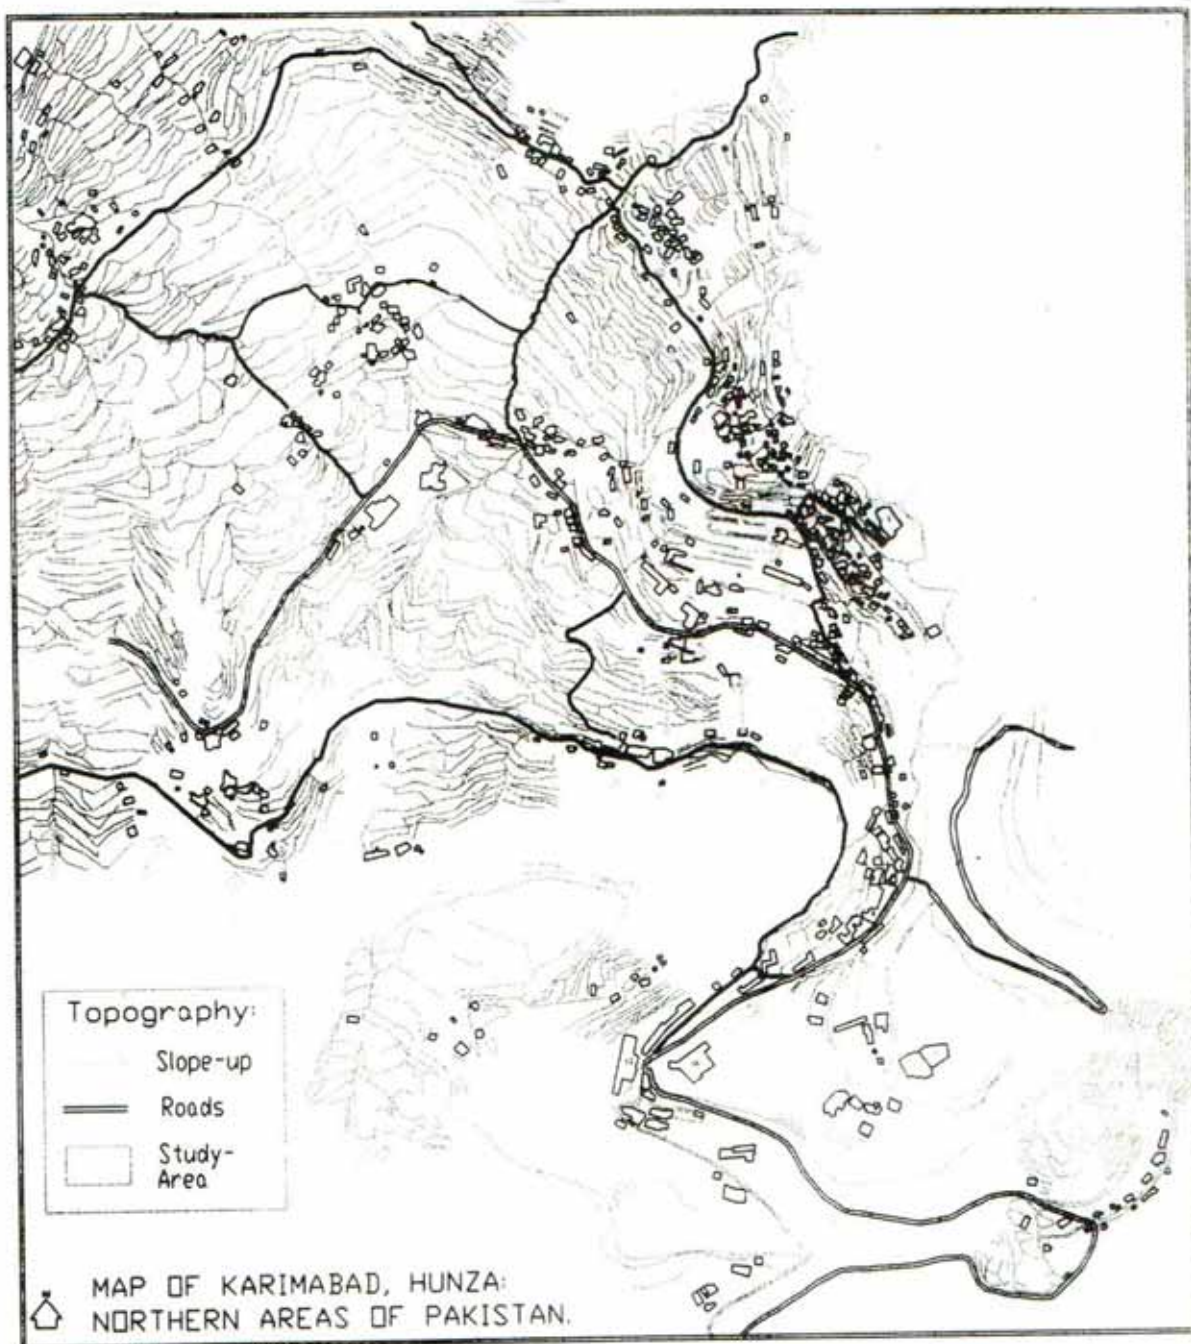 Topography:
Slope-up
Roads
Study-
Area
MAP OF KARIMABAD, HUNZA:
NORTHERN AREAS OF PAKISTAN.